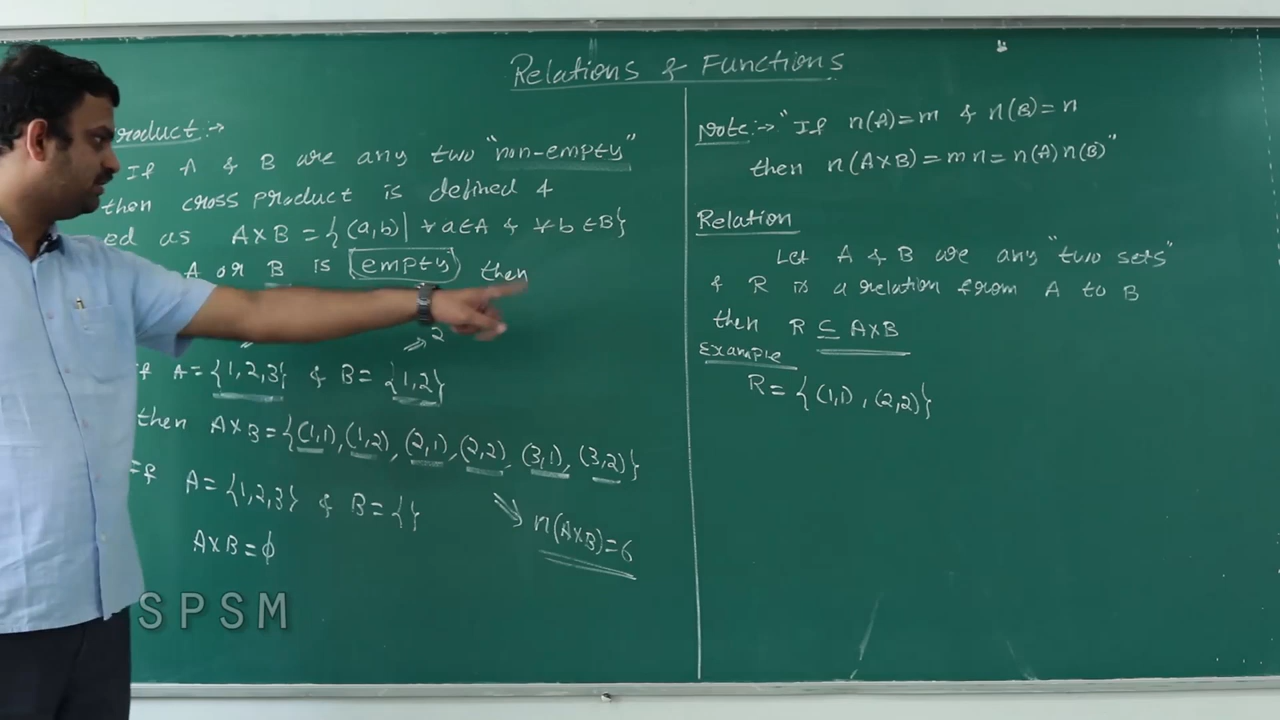 Relations & Functions
roduct :-
If A & B are any two "non-empty"
then cross product is defined &
ed as A×B = {(a,b) | ∀ a∈A & ∀ b∈B}
A or B is empty then
2
If A = {1,2,3} & B = {1,2}
then A×B = {(1,1), (1,2), (2,1), (2,2), (3,1), (3,2)}
If A = {1,2,3} & B = {}
n(A×B) = 6
A×B = ϕ
Note :- "If n(A) = m & n(B) = n
then n(A×B) = mn = n(A) n(B)"
Relation
Let A & B are any "two sets"
& R is a relation from A to B
then R ⊆ A×B
Example
R = {(1,1), (2,2)}
SPSM